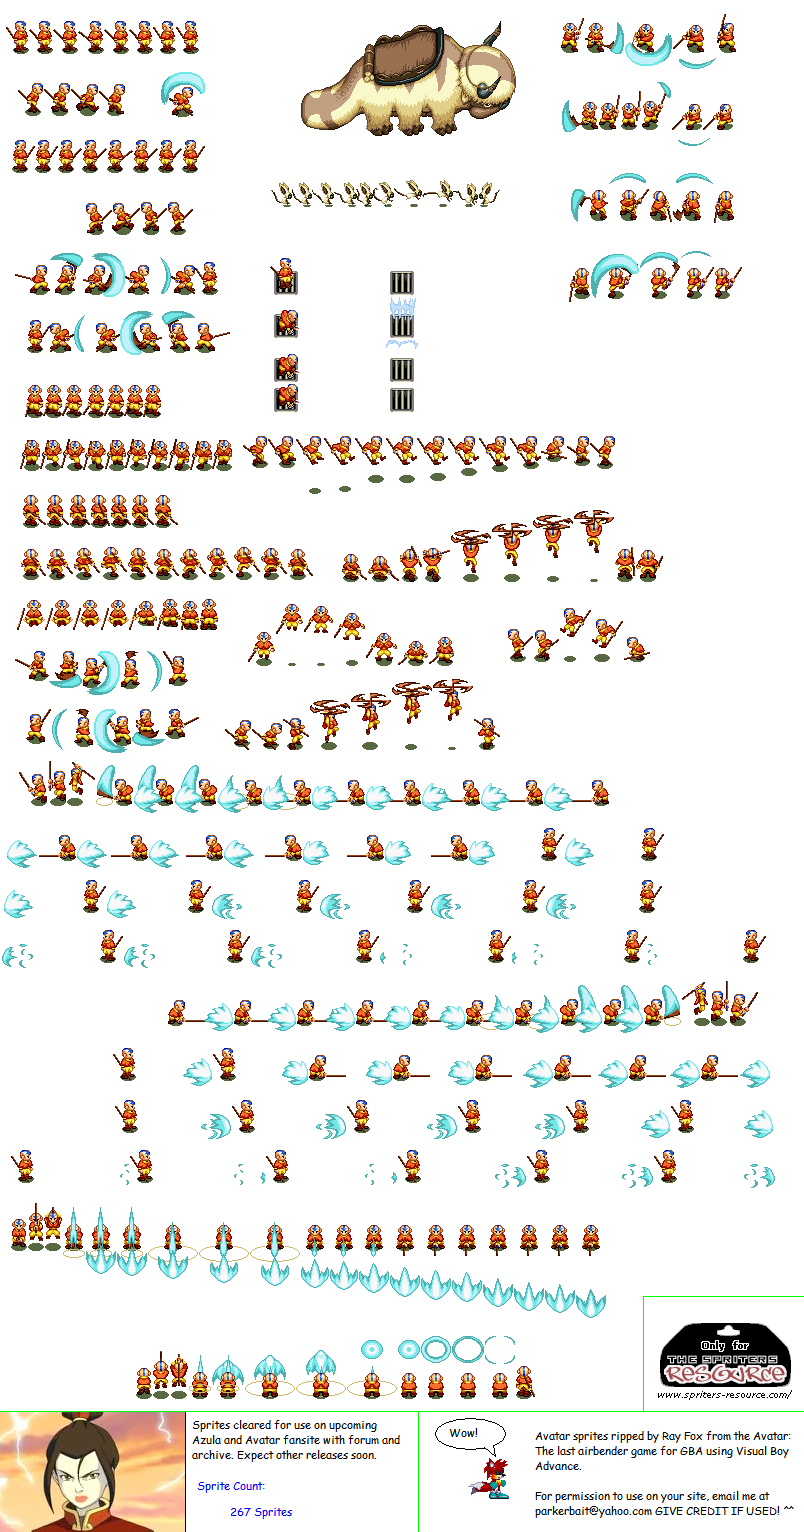 Only for
THE SPRITERS
RESOURCE
www.spriters-resource.com/
Sprites cleared for use on upcoming
Azula and Avatar fansite with forum and
archive. Expect other releases soon.
Sprite Count:
267 Sprites
Wow!
Avatar sprites ripped by Ray Fox from the Avatar:
The last airbender game for GBA using Visual Boy
Advance.
For permission to use on your site, email me at
parkerbait@yahoo.com GIVE CREDIT IF USED! ^^